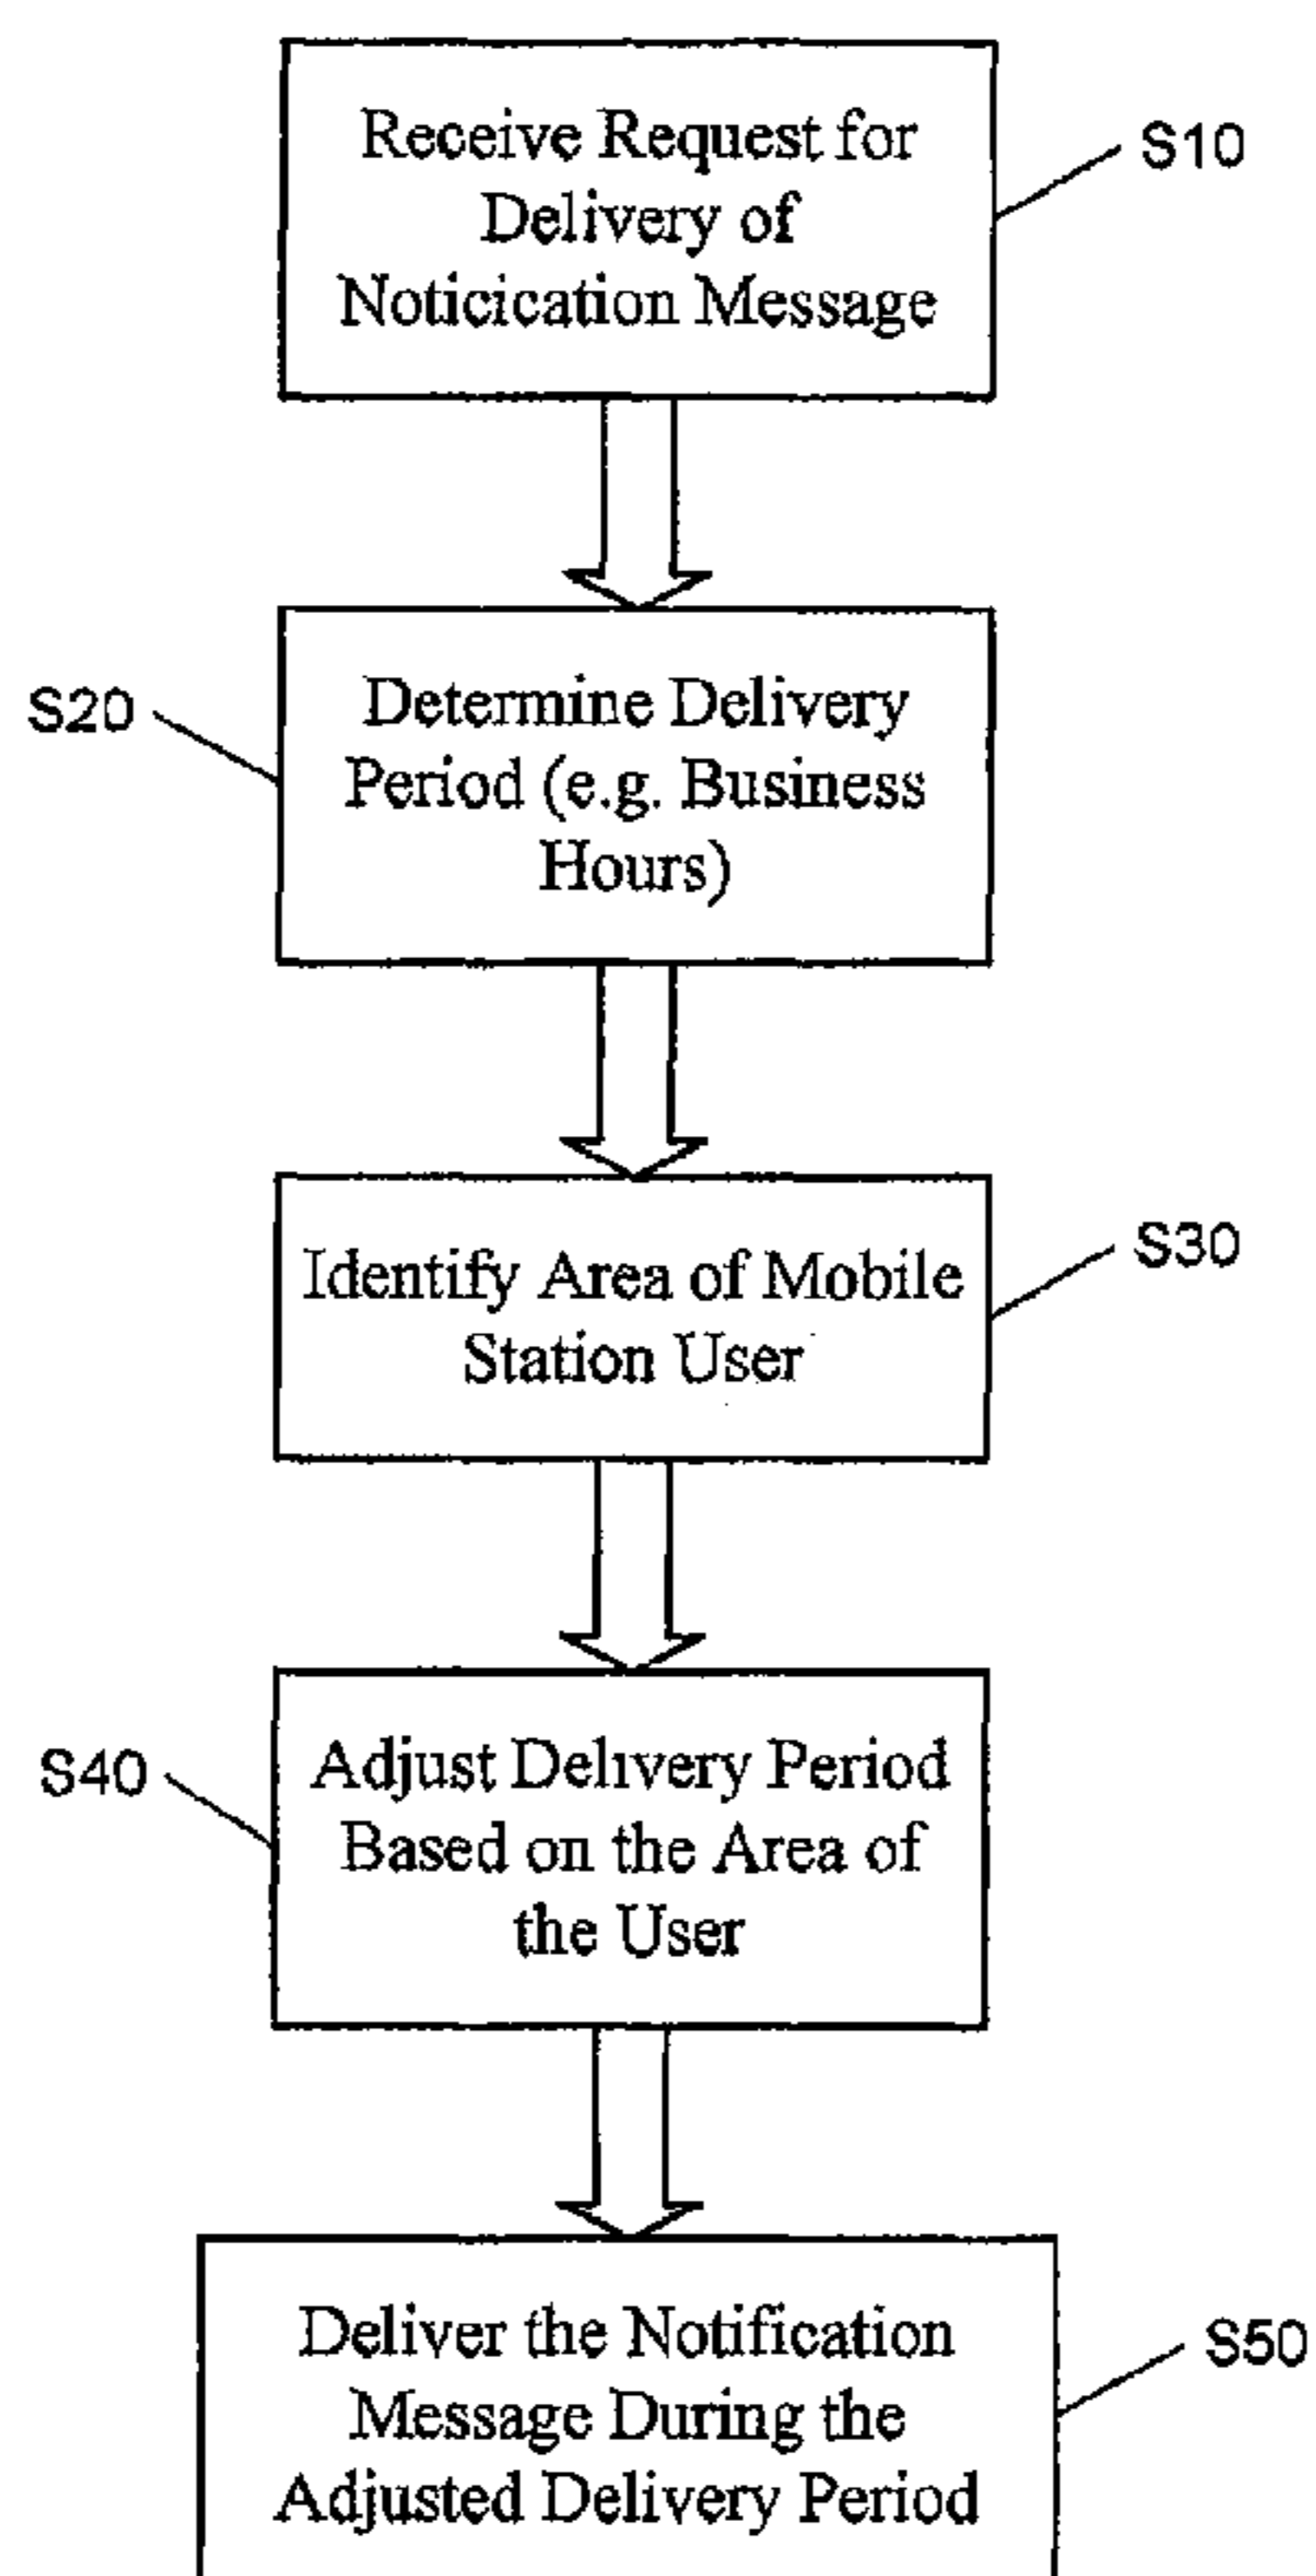 Receive Request for
Delivery of
Noticication Message
S10
S20
Determine Delivery
Period (e.g. Business
Hours)
Identify Area of Mobile
Station User
S30
S40
Adjust Delivery Period
Based on the Area of
the User
Deliver the Notification
Message During the
Adjusted Delivery Period
S50